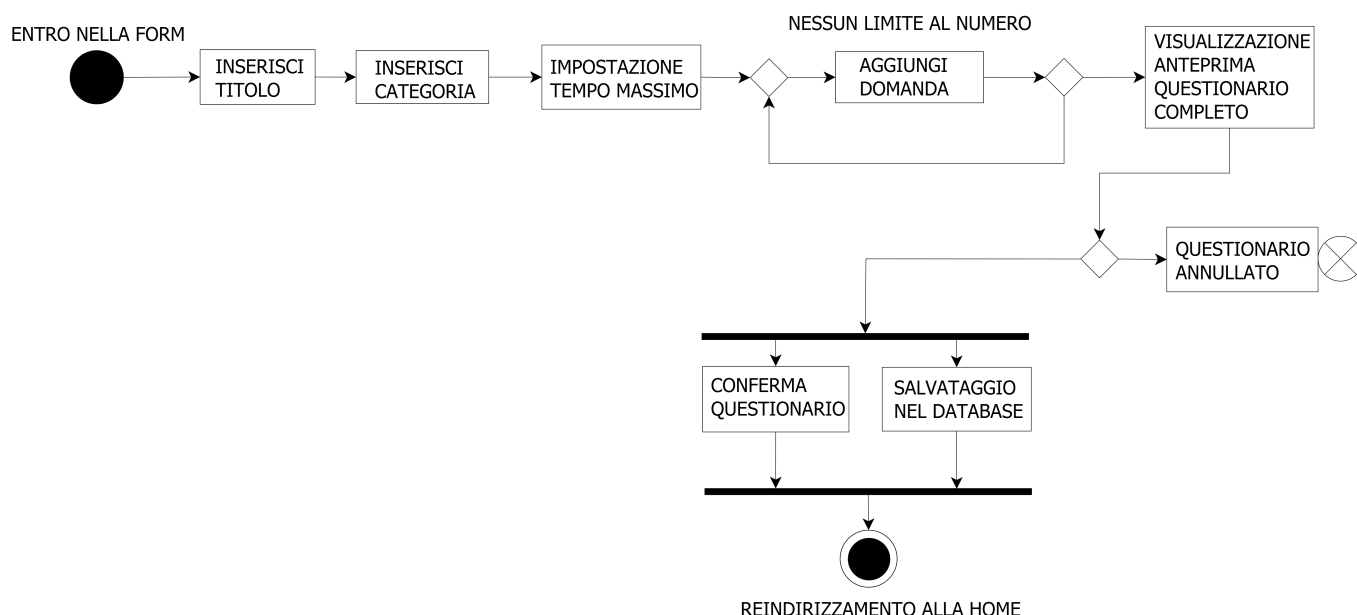 ENTRO NELLA FORM
INSERISCI
TITOLO
INSERISCI
CATEGORIA
IMPOSTAZIONE
TEMPO MASSIMO
NESSUN LIMITE AL NUMERO
AGGIUNGI
DOMANDA
VISUALIZZAZIONE
ANTEPRIMA
QUESTIONARIO
COMPLETO
QUESTIONARIO
ANNULLATO
CONFERMA
QUESTIONARIO
SALVATAGGIO
NEL DATABASE
REINDIRIZZAMENTO ALLA HOME